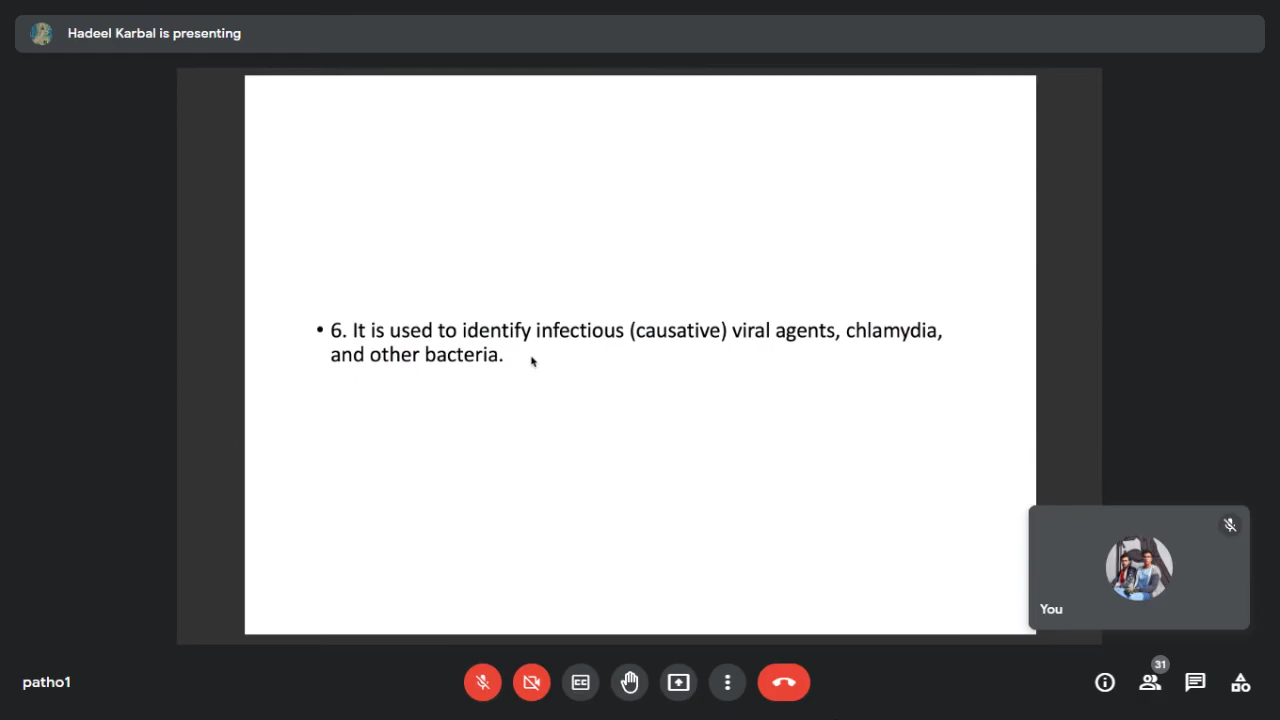 Hadeel Karbal is presenting
• 6. It is used to identify infectious (causative) viral agents, chlamydia,
and other bacteria.
You
31
patho1
CC